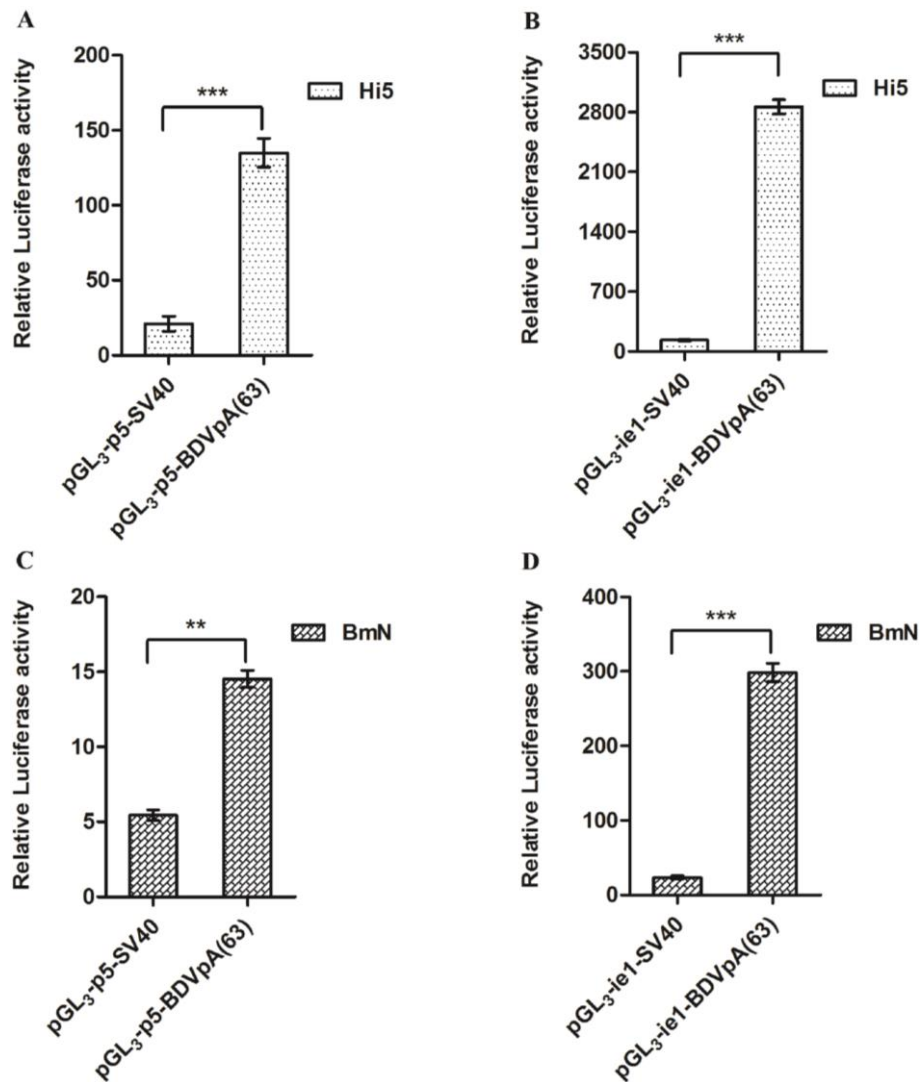 A
Relative Luciferase activity
200
150
100
50
0
***
Hi5
pGL3-p5-SV40
pGL3-p5-BDVpA(63)
B
Relative Luciferase activity
3500
2800
2100
1400
700
0
***
Hi5
pGL3-ie1-SV40
pGL3-ie1-BDVpA(63)
C
Relative Luciferase activity
20
15
10
5
0
**
BmN
pGL3-p5-SV40
pGL3-p5-BDVpA(63)
D
Relative Luciferase activity
400
300
200
100
0
***
BmN
pGL3-ie1-SV40
pGL3-ie1-BDVpA(63)